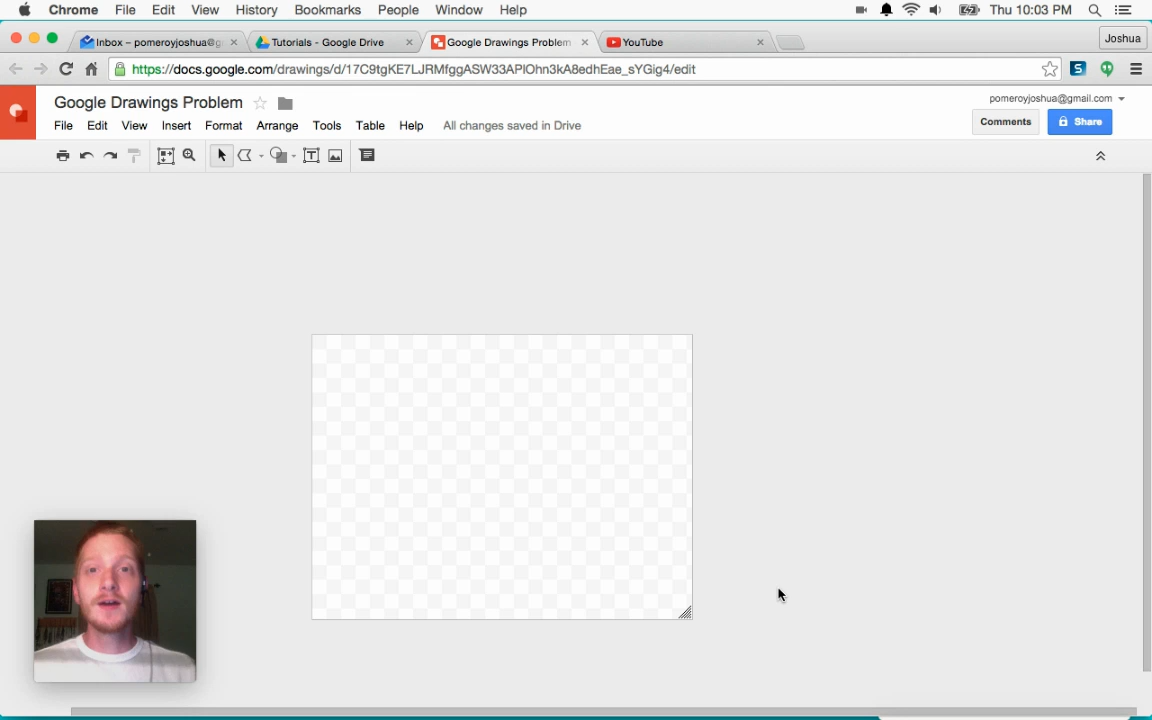 Chrome File Edit View History Bookmarks People Window Help Thu 10:03 PM
Inbox – pomeroyjoshua@g Tutorials - Google Drive Google Drawings Problem YouTube Joshua
https://docs.google.com/drawings/d/17C9tgKE7LJRMfggASW33APlOhn3kA8edhEae_sYGig4/edit S
Google Drawings Problem pomeroyjoshua@gmail.com
File Edit View Insert Format Arrange Tools Table Help All changes saved in Drive Comments Share